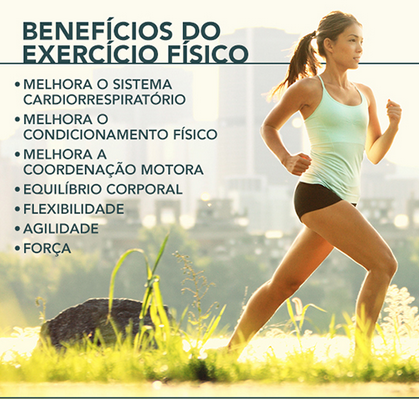 BENEFÍCIOS DO
EXERCÍCIO FÍSICO
• MELHORA O SISTEMA
CARDIORRESPIRATÓRIO
• MELHORA O
CONDICIONAMENTO FÍSICO
• MELHORA A
COORDENAÇÃO MOTORA
• EQUILÍBRIO CORPORAL
• FLEXIBILIDADE
• AGILIDADE
• FORÇA